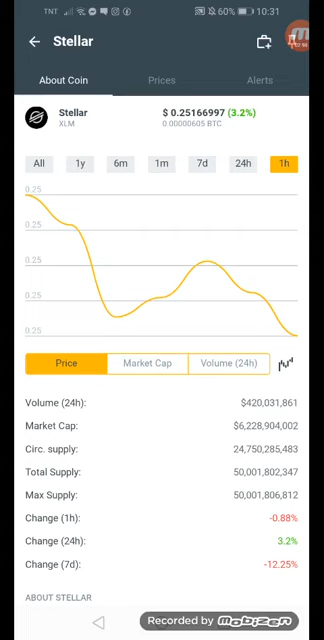 TNT 60% 10:31
Stellar
About Coin Prices Alerts
Stellar $ 0.25166997 (3.2%)
XLM 0.00000605 BTC
All 1y 6m 1m 7d 24h 1h
0.25
0.25
0.25
0.25
0.25
Price Market Cap Volume (24h)
Volume (24h): $420,031,861
Market Cap: $6,228,904,002
Circ. supply: 24,750,285,483
Total Supply: 50,001,802,347
Max Supply: 50,001,806,812
Change (1h): -0.88%
Change (24h): 3.2%
Change (7d): -12.25%
ABOUT STELLAR
Recorded by mobizen